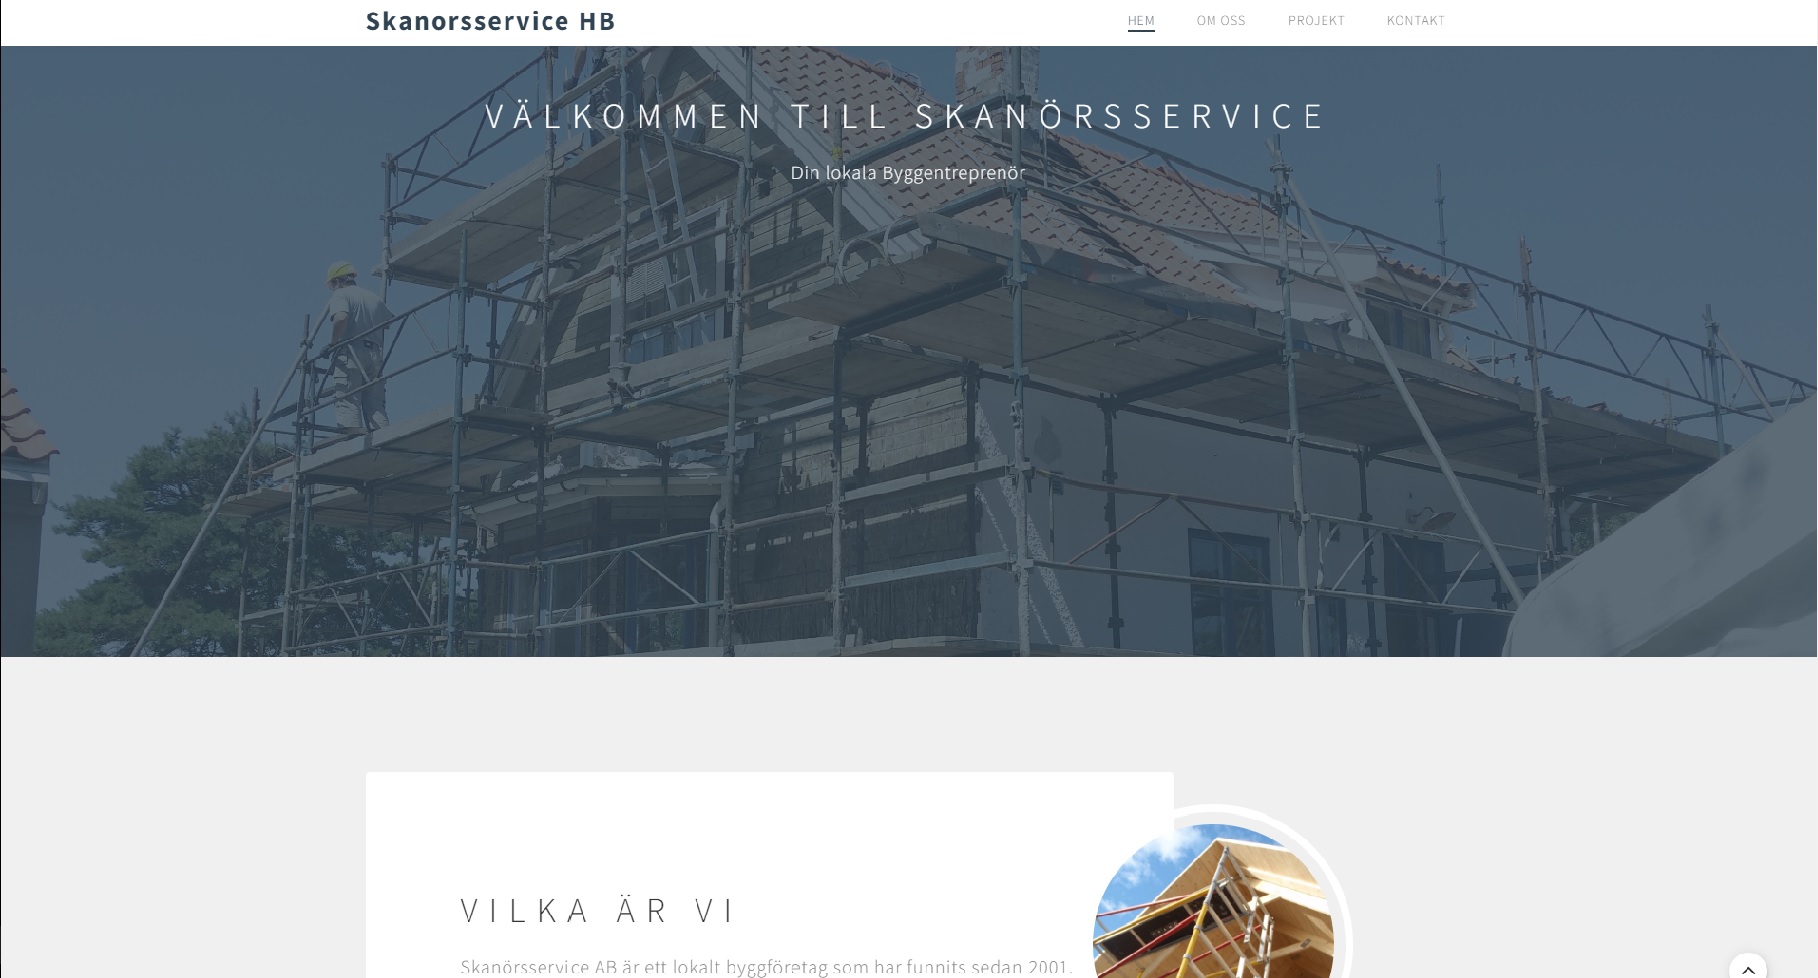 Skanorsservice HB
HEM OM OSS PROJEKT KONTAKT
VÄLKOMMEN TILL SKANÖRSSERVICE
Din lokala Byggentreprenör
VILKA ÄR VI
Skanörsservice AB är ett lokalt byggföretag som har funnits sedan 2001.